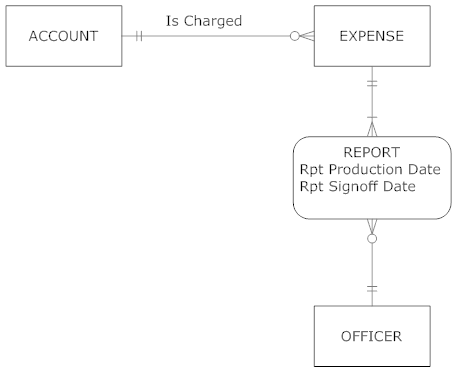 Is Charged
ACCOUNT
EXPENSE
REPORT
Rpt Production Date
Rpt Signoff Date
OFFICER